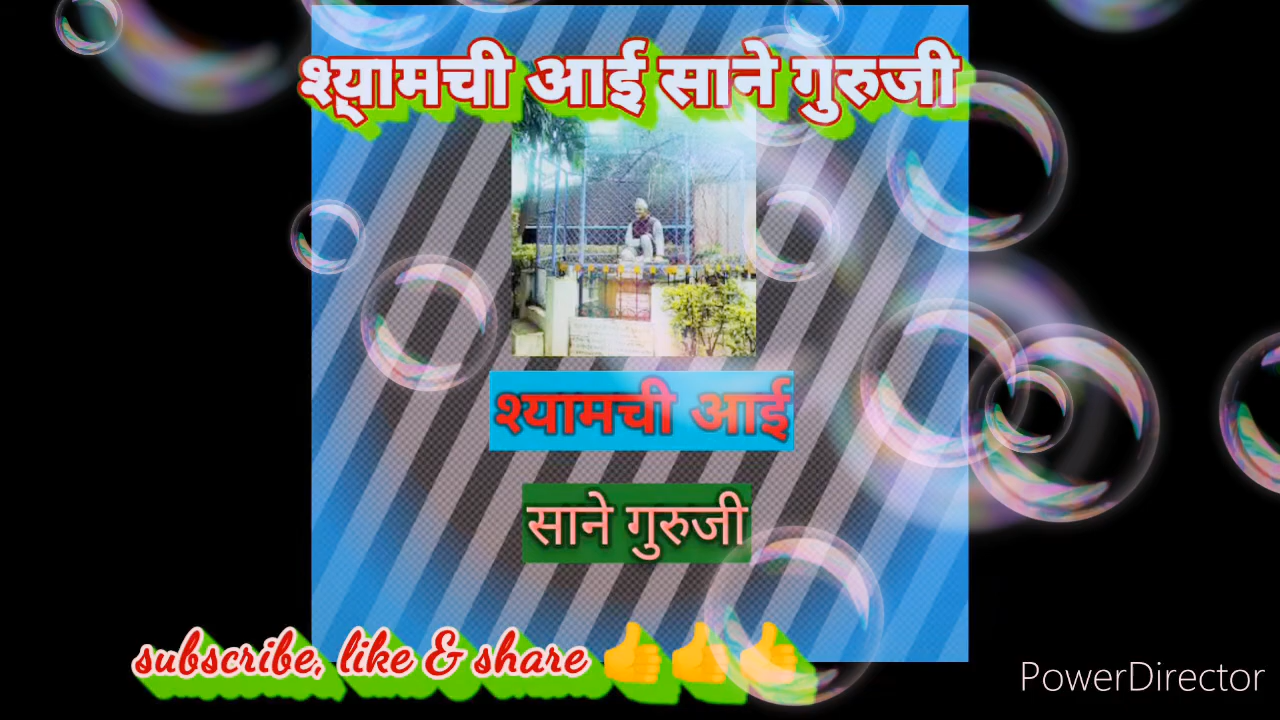 श्यामची आई साने गुरुजी
श्यामची आई
साने गुरुजी
subscribe, like & share 👍👍👍
PowerDirector